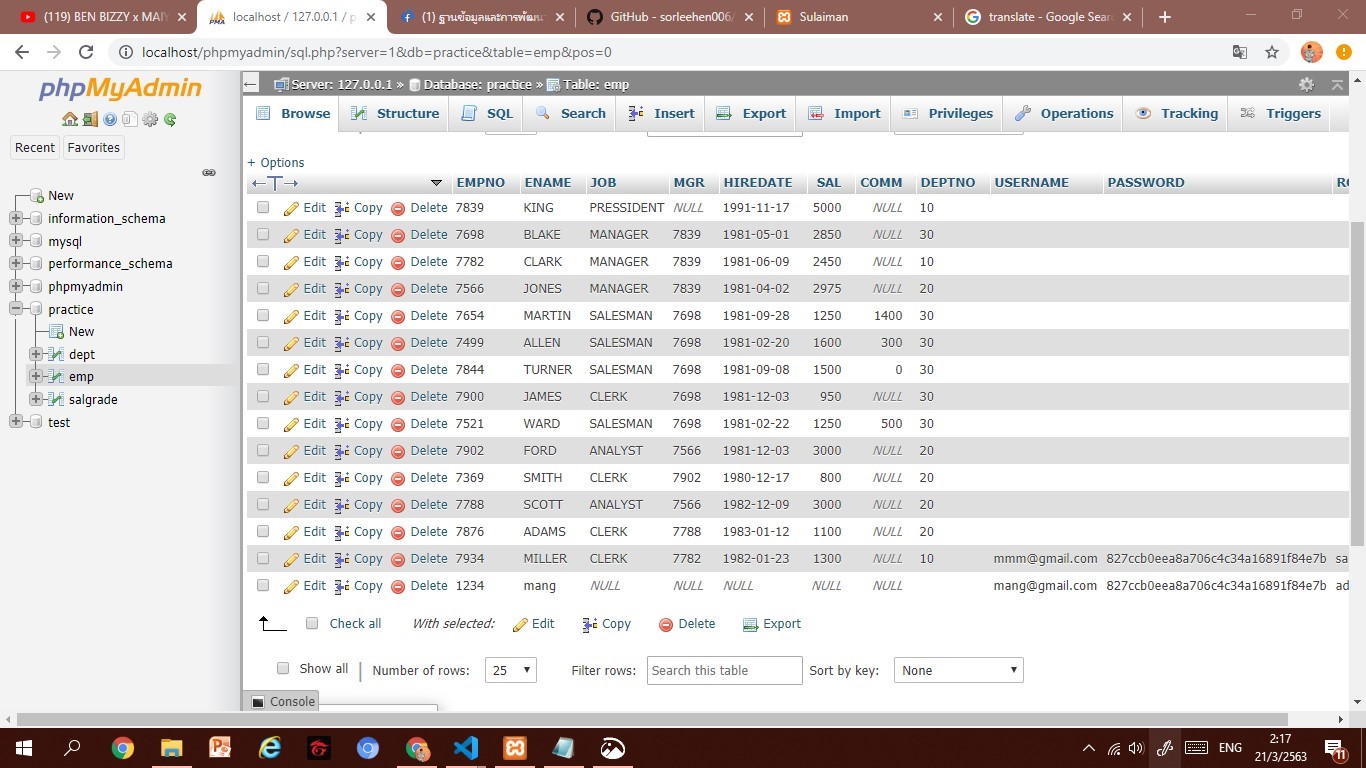 (119) BEN BIZZY x MAIY
localhost / 127.0.0.1 / p
(1) ฐานข้อมูลและการพัฒนา
GitHub - sorleehen006/
Sulaiman
translate - Google Searc
localhost/phpmyadmin/sql.php?server=1&db=practice&table=emp&pos=0
phpMyAdmin
Server: 127.0.0.1 » Database: practice » Table: emp
Browse Structure SQL Search Insert Export Import Privileges Operations Tracking Triggers
Recent Favorites
New
information_schema
mysql
performance_schema
phpmyadmin
practice
New
dept
emp
salgrade
test
+ Options
EMPNO ENAME JOB MGR HIREDATE SAL COMM DEPTNO USERNAME PASSWORD RO
Edit Copy Delete 7839 KING PRESSIDENT NULL 1991-11-17 5000 NULL 10
Edit Copy Delete 7698 BLAKE MANAGER 7839 1981-05-01 2850 NULL 30
Edit Copy Delete 7782 CLARK MANAGER 7839 1981-06-09 2450 NULL 10
Edit Copy Delete 7566 JONES MANAGER 7839 1981-04-02 2975 NULL 20
Edit Copy Delete 7654 MARTIN SALESMAN 7698 1981-09-28 1250 1400 30
Edit Copy Delete 7499 ALLEN SALESMAN 7698 1981-02-20 1600 300 30
Edit Copy Delete 7844 TURNER SALESMAN 7698 1981-09-08 1500 0 30
Edit Copy Delete 7900 JAMES CLERK 7698 1981-12-03 950 NULL 30
Edit Copy Delete 7521 WARD SALESMAN 7698 1981-02-22 1250 500 30
Edit Copy Delete 7902 FORD ANALYST 7566 1981-12-03 3000 NULL 20
Edit Copy Delete 7369 SMITH CLERK 7902 1980-12-17 800 NULL 20
Edit Copy Delete 7788 SCOTT ANALYST 7566 1982-12-09 3000 NULL 20
Edit Copy Delete 7876 ADAMS CLERK 7788 1983-01-12 1100 NULL 20
Edit Copy Delete 7934 MILLER CLERK 7782 1982-01-23 1300 NULL 10 mmm@gmail.com 827ccb0eea8a706c4c34a16891f84e7b sa
Edit Copy Delete 1234 mang NULL NULL NULL NULL NULL mang@gmail.com 827ccb0eea8a706c4c34a16891f84e7b ad
Check all With selected: Edit Copy Delete Export
Show all Number of rows: 25 Filter rows: Search this table Sort by key: None
Console
ENG
2:17
21/3/2563
11